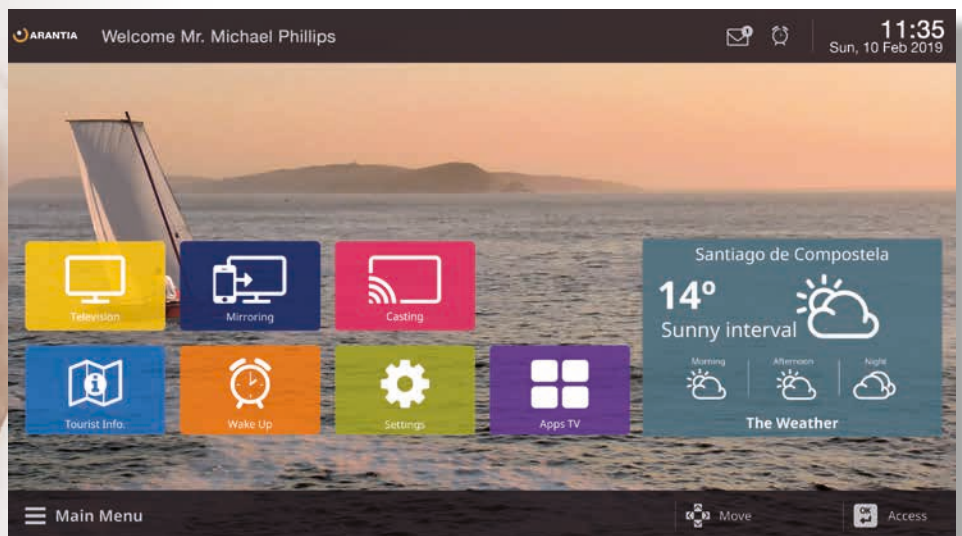 ARANTIA
Welcome Mr. Michael Phillips
11:35
Sun, 10 Feb 2019
Television
Mirroring
Casting
Santiago de Compostela
14º
Sunny interval
Morning
Afternoon
Night
The Weather
Tourist Info.
Wake Up
Settings
Apps TV
Main Menu
Move
OK
Access